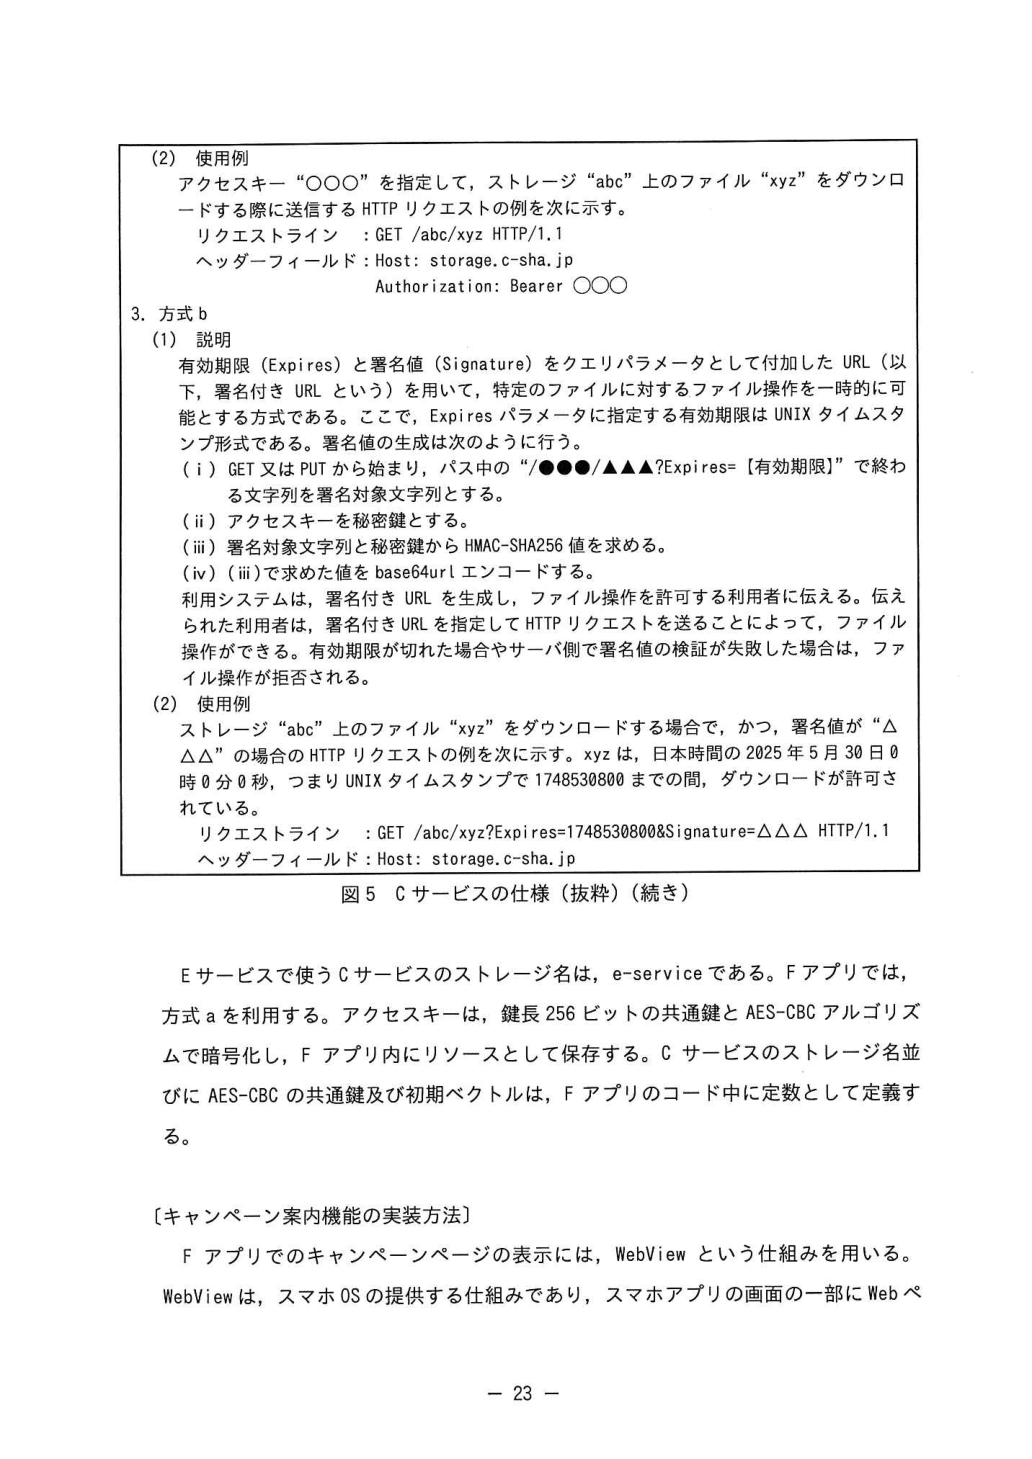 (2) 使用例
アクセスキー “○○○” を指定して，ストレージ “abc” 上のファイル “xyz” をダウンロ
ードする際に送信する HTTP リクエストの例を次に示す。
リクエストライン ：GET /abc/xyz HTTP/1.1
ヘッダーフィールド：Host: storage.c-sha.jp
Authorization: Bearer ○○○
3. 方式 b
(1) 説明
有効期限（Expires）と署名値（Signature）をクエリパラメータとして付加した URL（以
下，署名付き URL という）を用いて，特定のファイルに対するファイル操作を一時的に可
能とする方式である。ここで，Expires パラメータに指定する有効期限は UNIX タイムスタ
ンプ形式である。署名値の生成は次のように行う。
(ⅰ) GET 又は PUT から始まり，パス中の “/●●●/▲▲▲?Expires=【有効期限】” で終わ
る文字列を署名対象文字列とする。
(ⅱ) アクセスキーを秘密鍵とする。
(ⅲ) 署名対象文字列と秘密鍵から HMAC-SHA256 値を求める。
(ⅳ) (ⅲ)で求めた値を base64url エンコードする。
利用システムは，署名付き URL を生成し，ファイル操作を許可する利用者に伝える。伝え
られた利用者は，署名付き URL を指定して HTTP リクエストを送ることによって，ファイル
操作ができる。有効期限が切れた場合やサーバ側で署名値の検証が失敗した場合は，ファ
イル操作が拒否される。
(2) 使用例
ストレージ “abc” 上のファイル “xyz” をダウンロードする場合で，かつ，署名値が “△
△△” の場合の HTTP リクエストの例を次に示す。xyz は，日本時間の 2025 年 5 月 30 日 0
時 0 分 0 秒，つまり UNIX タイムスタンプで 1748530800 までの間，ダウンロードが許可さ
れている。
リクエストライン ：GET /abc/xyz?Expires=1748530800&Signature=△△△ HTTP/1.1
ヘッダーフィールド：Host: storage.c-sha.jp
図 5 C サービスの仕様（抜粋）（続き）
E サービスで使う C サービスのストレージ名は，e-service である。F アプリでは，
方式 a を利用する。アクセスキーは，鍵長 256 ビットの共通鍵と AES-CBC アルゴリズ
ムで暗号化し，F アプリ内にリソースとして保存する。C サービスのストレージ名並
びに AES-CBC の共通鍵及び初期ベクトルは，F アプリのコード中に定数として定義す
る。
〔キャンペーン案内機能の実装方法〕
F アプリでのキャンペーンページの表示には，WebView という仕組みを用いる。
WebView は，スマホ OS の提供する仕組みであり，スマホアプリの画面の一部に Web ペ
－ 23 －